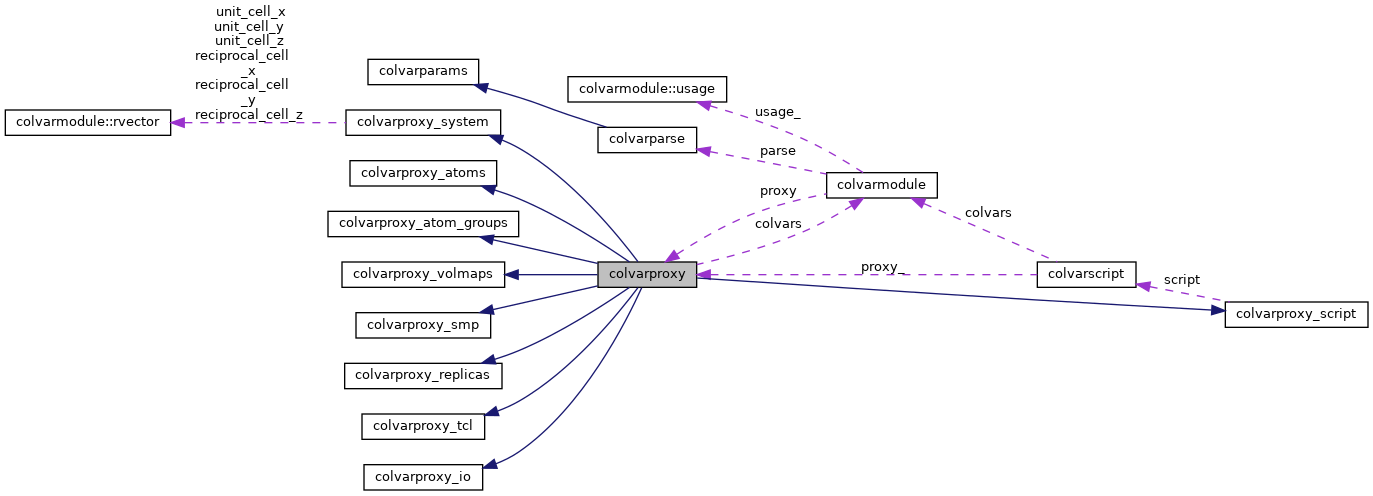 unit_cell_x
unit_cell_y
unit_cell_z
reciprocal_cell
_x
reciprocal_cell
_y
reciprocal_cell_z
colvarmodule::rvector
colvarparams
colvarproxy_system
colvarproxy_atoms
colvarproxy_atom_groups
colvarproxy_volmaps
colvarproxy_smp
colvarproxy_replicas
colvarproxy_tcl
colvarproxy_io
colvarmodule::usage
colvarparse
colvarproxy
usage_
parse
proxy
colvars
proxy_
colvarmodule
colvars
colvarscript
script
colvarproxy_script